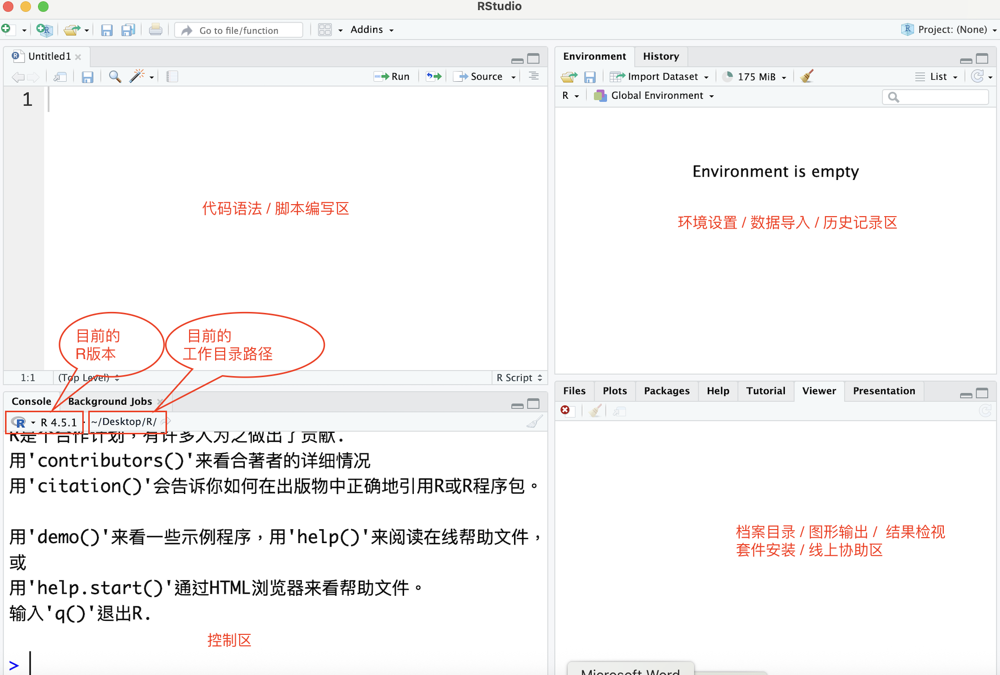 RStudio
Go to file/function
Addins
Project: (None)
Untitled1
Run
Source
1
代码语法 / 脚本编写区
目前的
R版本
目前的
工作目录路径
1:1
(Top Level)
R Script
Console
Background Jobs
R 4.5.1
~/Desktop/R/
R是个合作计划，有许多人为之做出了贡献.
用'contributors()'来看合著者的详细情况
用'citation()'会告诉你如何在出版物中正确地引用R或R程序包。
用'demo()'来看一些示例程序，用'help()'来阅读在线帮助文件，
或
用'help.start()'通过HTML浏览器来看帮助文件。
输入'q()'退出R.
控制区
>
Environment
History
Import Dataset
175 MiB
List
R
Global Environment
Environment is empty
环境设置 / 数据导入 / 历史记录区
Files
Plots
Packages
Help
Tutorial
Viewer
Presentation
档案目录 / 图形输出 / 结果检视
套件安装 / 线上协助区
Microsoft Word